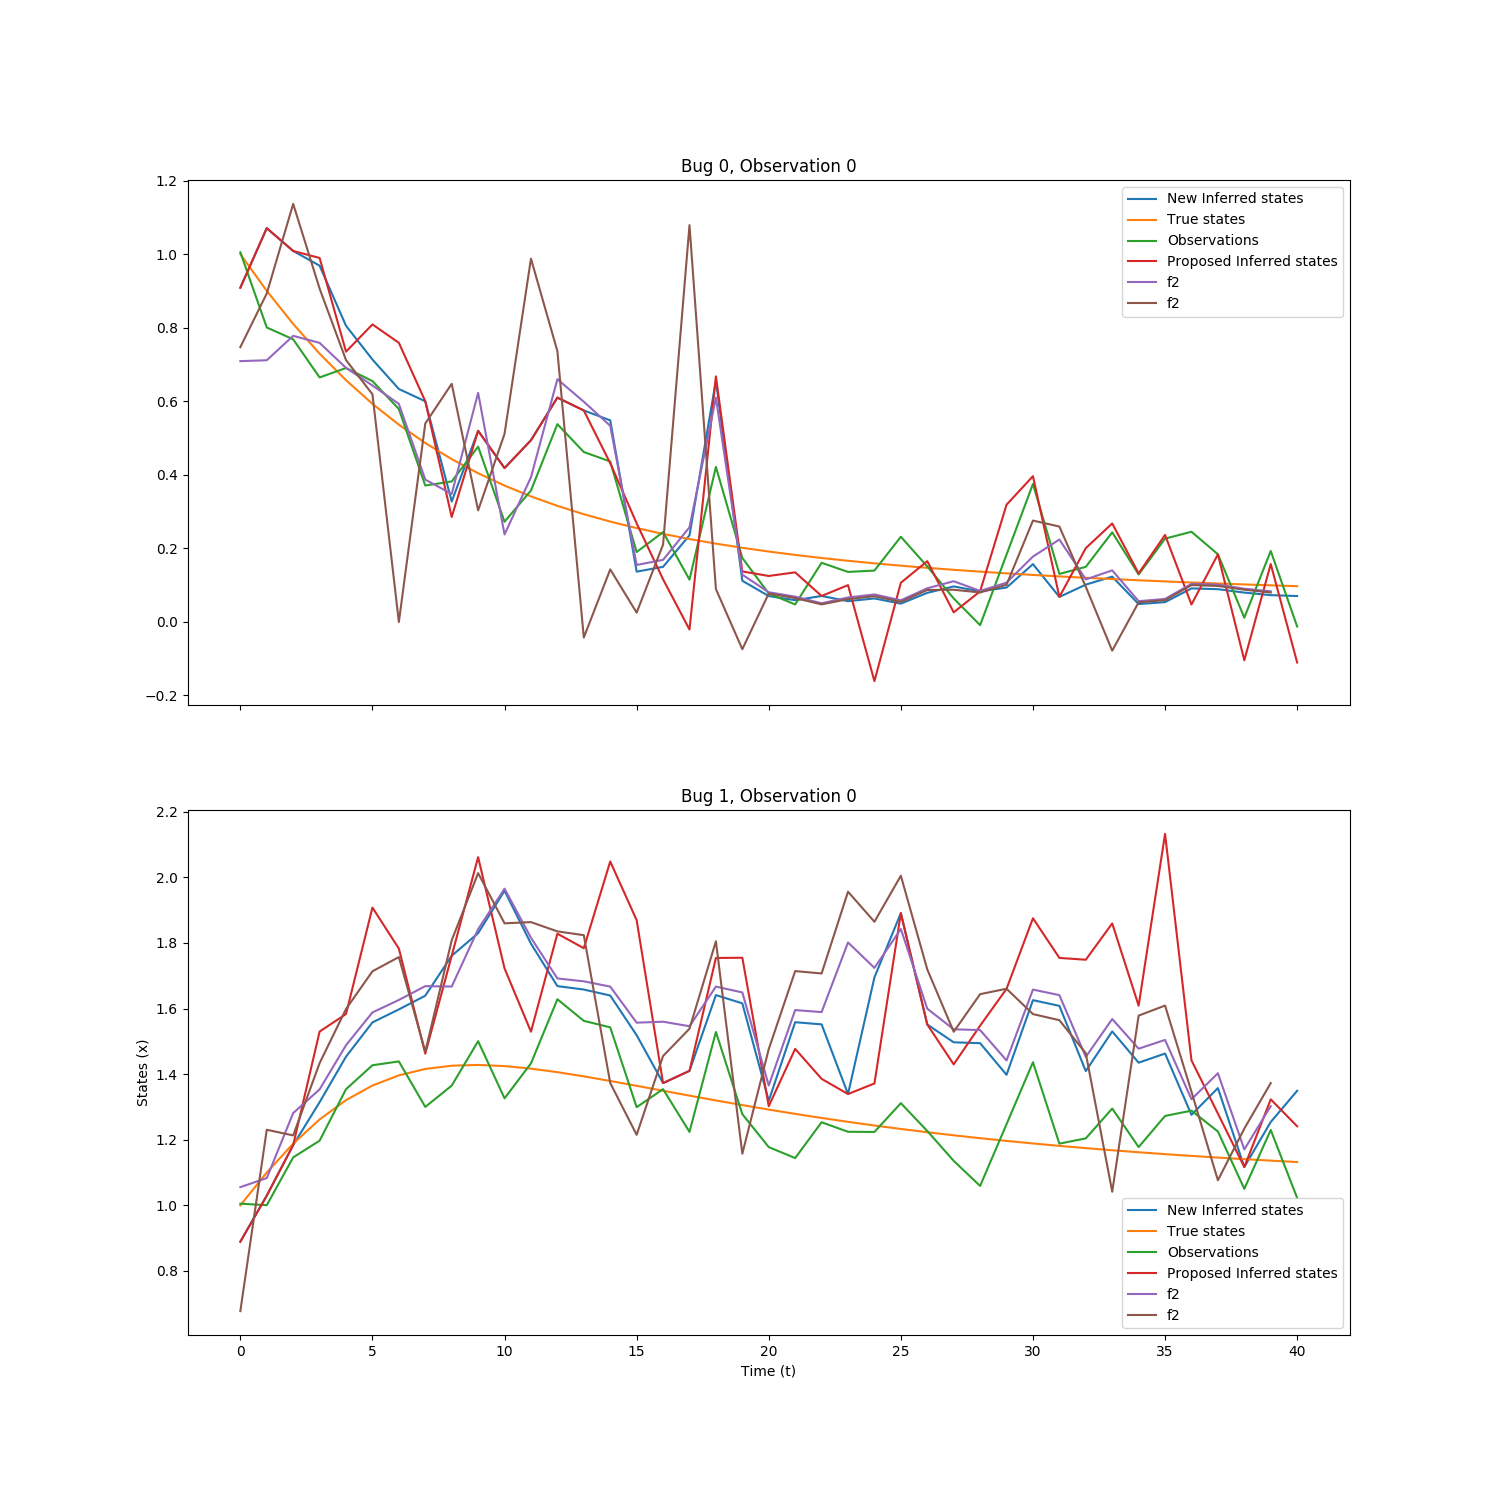 Bug 0, Observation 0
1.2
1.0
0.8
0.6
0.4
0.2
0.0
−0.2
New Inferred states
True states
Observations
Proposed Inferred states
f2
f2
Bug 1, Observation 0
2.2
2.0
1.8
1.6
1.4
1.2
1.0
0.8
States (x)
New Inferred states
True states
Observations
Proposed Inferred states
f2
f2
0 5 10 15 20 25 30 35 40
Time (t)